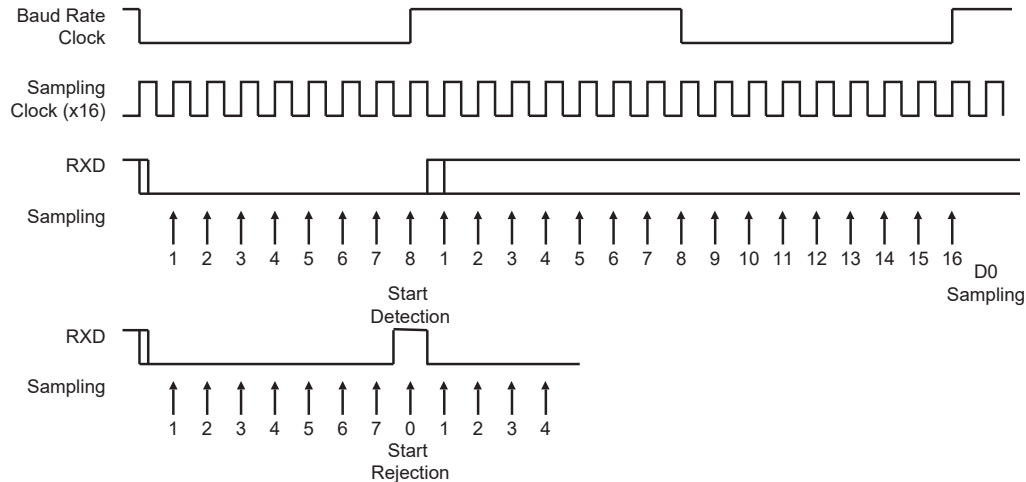 Baud Rate
Clock
Sampling
Clock (x16)
RXD
Sampling
1 2 3 4 5 6 7 8 1 2 3 4 5 6 7 8 9 10 11 12 13 14 15 16
D0
Sampling
Start
Detection
RXD
Sampling
1 2 3 4 5 6 7 0 1 2 3 4
Start
Rejection